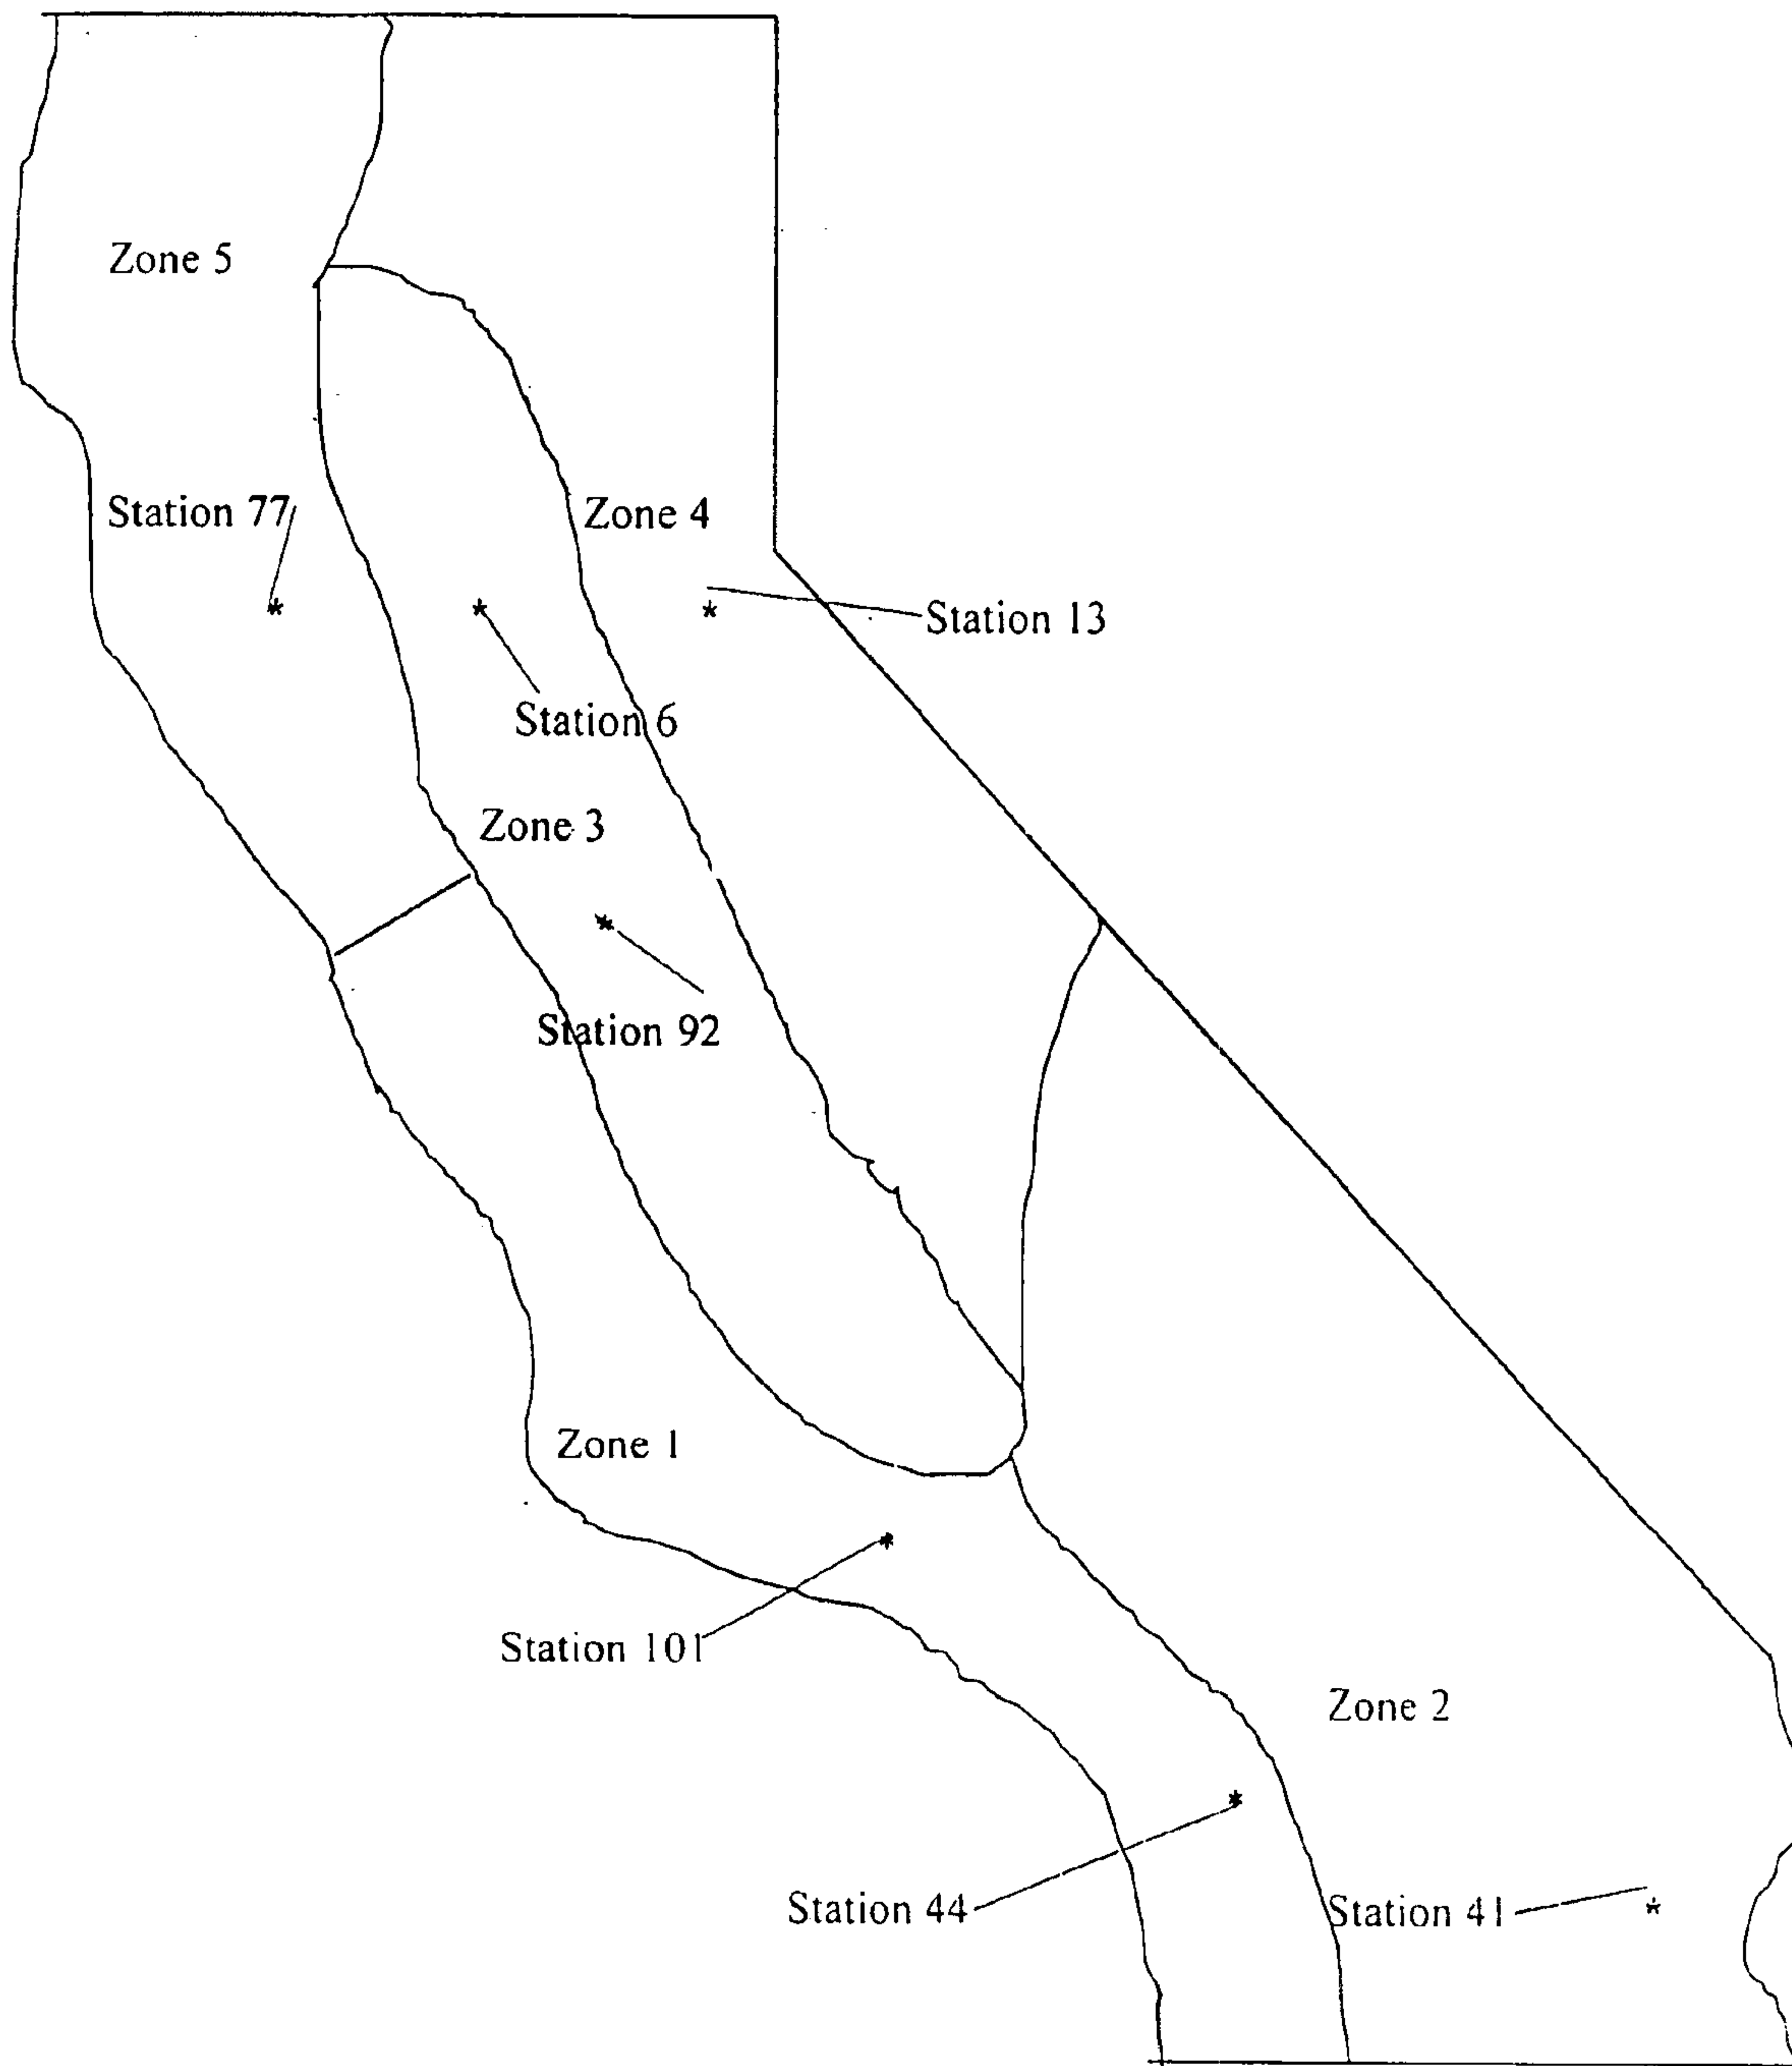 Zone 5
Station 77
Zone 4
Station 13
Station 6
Zone 3
Station 92
Zone 1
Station 101
Zone 2
Station 44
Station 41